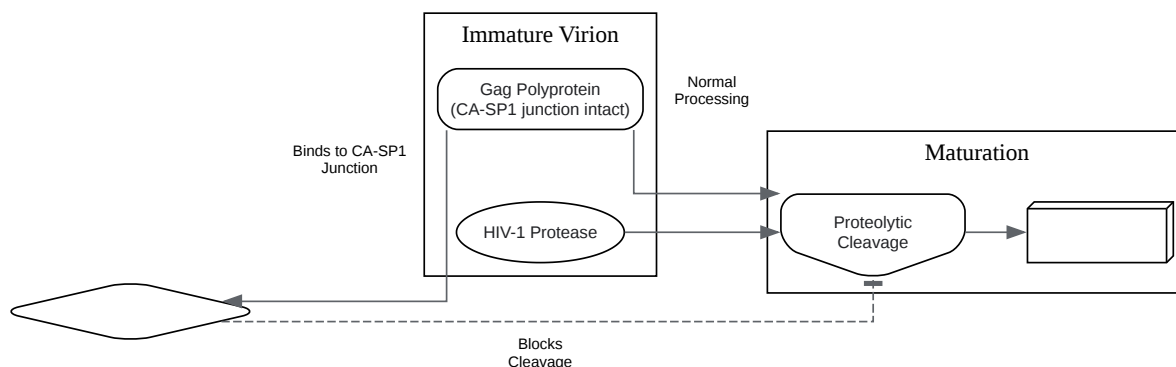 Immature Virion
Gag Polyprotein
(CA-SP1 junction intact)
Normal
Processing
Binds to CA-SP1
Junction
Maturation
HIV-1 Protease
Proteolytic
Cleavage
Blocks
Cleavage